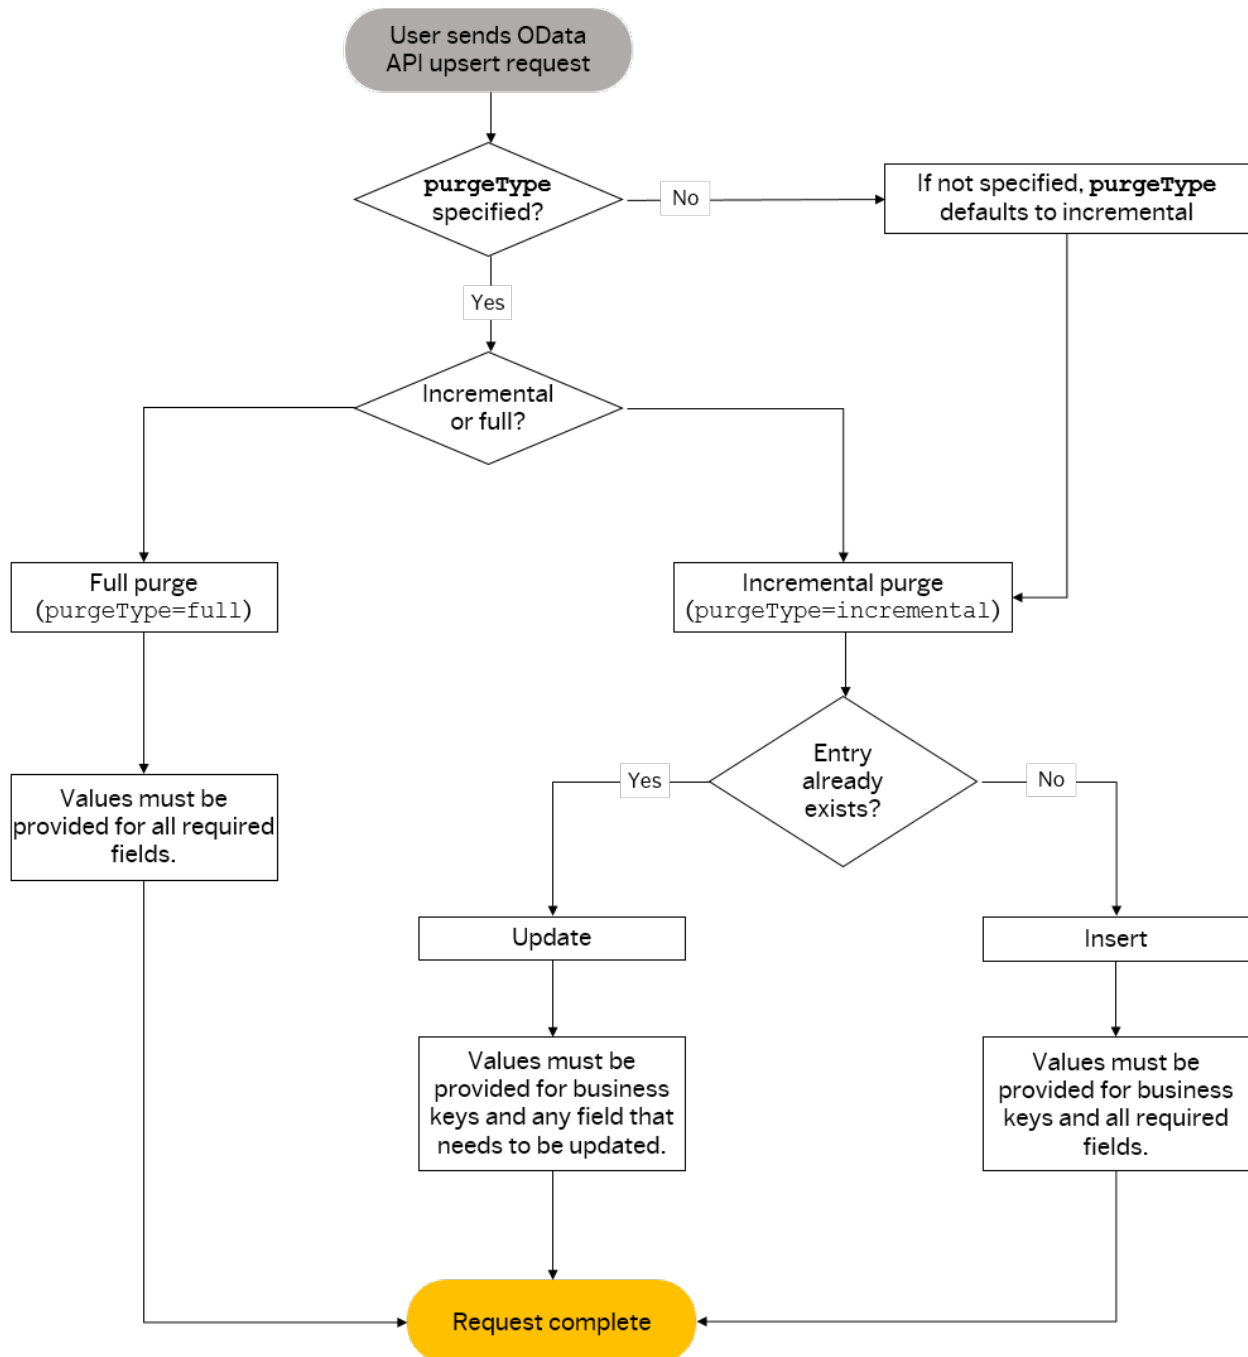 User sends OData
API upsert request
purgeType
specified?
No
If not specified, purgeType
defaults to incremental
Yes
Incremental
or full?
Full purge
(purgeType=full)
Incremental purge
(purgeType=incremental)
Values must be
provided for all required
fields.
Entry
already
exists?
Yes
No
Update
Insert
Values must be
provided for business
keys and any field that
needs to be updated.
Values must be
provided for business
keys and all required
fields.
Request complete